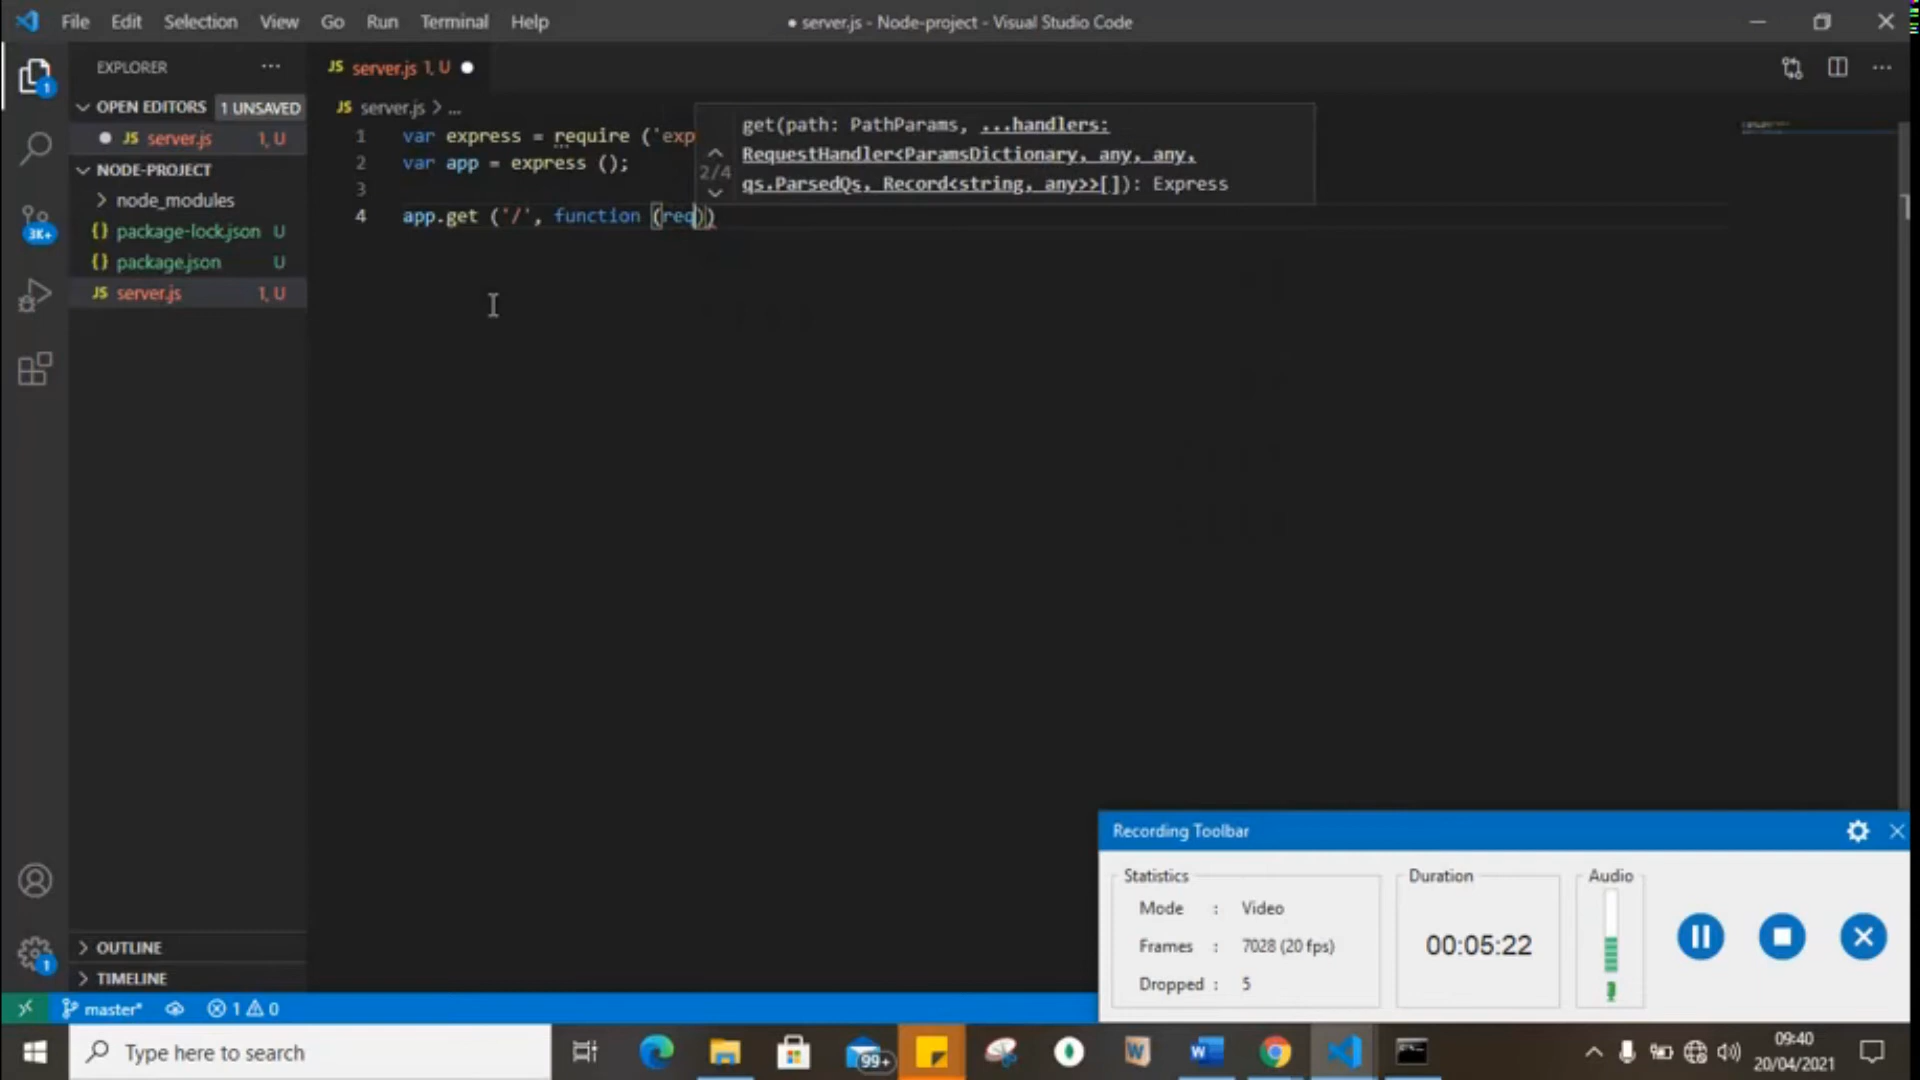 File Edit Selection View Go Run Terminal Help
● server.js - Node-project - Visual Studio Code
EXPLORER ...
JS server.js 1, U ●
OPEN EDITORS 1 UNSAVED
JS server.js > ...
JS server.js 1, U
NODE-PROJECT
node_modules
{} package-lock.json U
{} package.json U
JS server.js 1, U
1 var express = require ('exp
2 var app = express ();
3
4 app.get ('/', function (req))
get(path: PathParams, ...handlers:
RequestHandler<ParamsDictionary, any, any,
2/4
qs.ParsedQs, Record<string, any>>[]): Express
1
3K+
1
OUTLINE
TIMELINE
master* 1 0
Recording Toolbar
Statistics
Mode : Video
Frames : 7028 (20 fps)
Dropped : 5
Duration
00:05:22
Audio
Type here to search
99+
09:40
20/04/2021